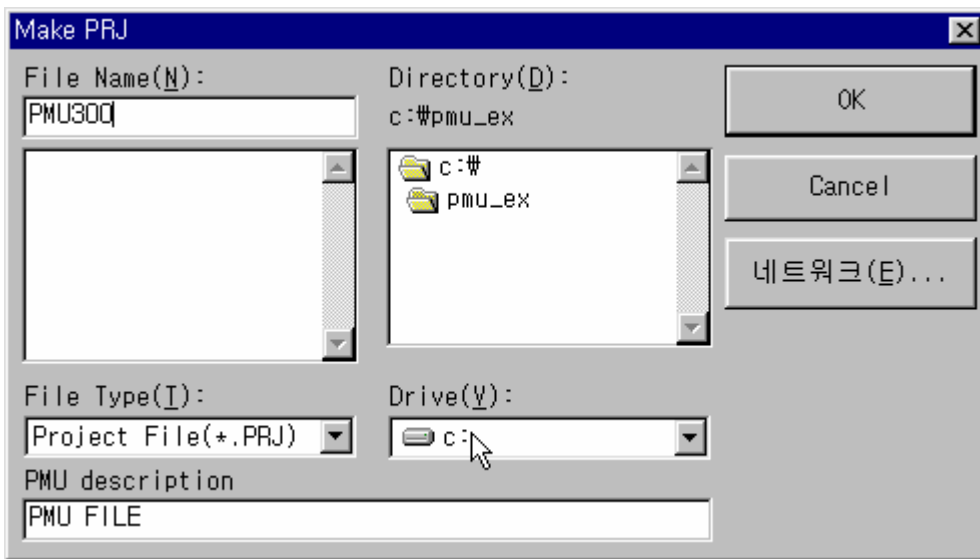 Make PRJ
File Name(N):
PMU300
Directory(D):
c:₩pmu_ex
c:₩
pmu_ex
OK
Cancel
네트워크(E)...
File Type(T):
Project File(*.PRJ)
Drive(V):
c:
PMU description
PMU FILE